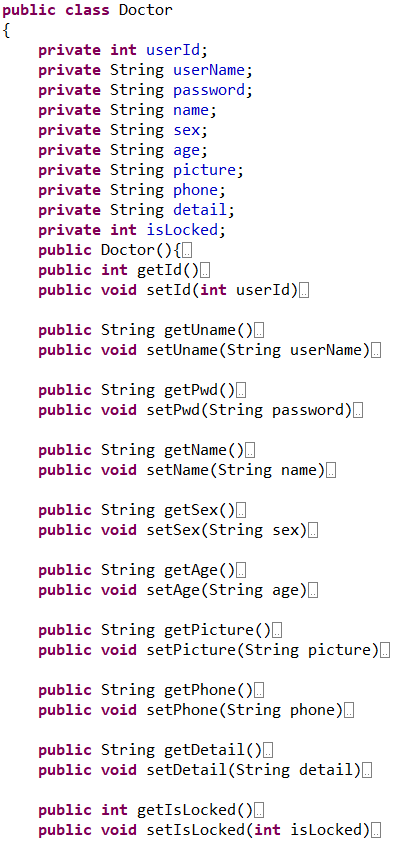 public class Doctor
{
    private int userId;
    private String userName;
    private String password;
    private String name;
    private String sex;
    private String age;
    private String picture;
    private String phone;
    private String detail;
    private int isLocked;
    public Doctor(){
    public int getId()
    public void setId(int userId)
    public String getUname()
    public void setUname(String userName)
    public String getPwd()
    public void setPwd(String password)
    public String getName()
    public void setName(String name)
    public String getSex()
    public void setSex(String sex)
    public String getAge()
    public void setAge(String age)
    public String getPicture()
    public void setPicture(String picture)
    public String getPhone()
    public void setPhone(String phone)
    public String getDetail()
    public void setDetail(String detail)
    public int getIsLocked()
    public void setIsLocked(int isLocked)